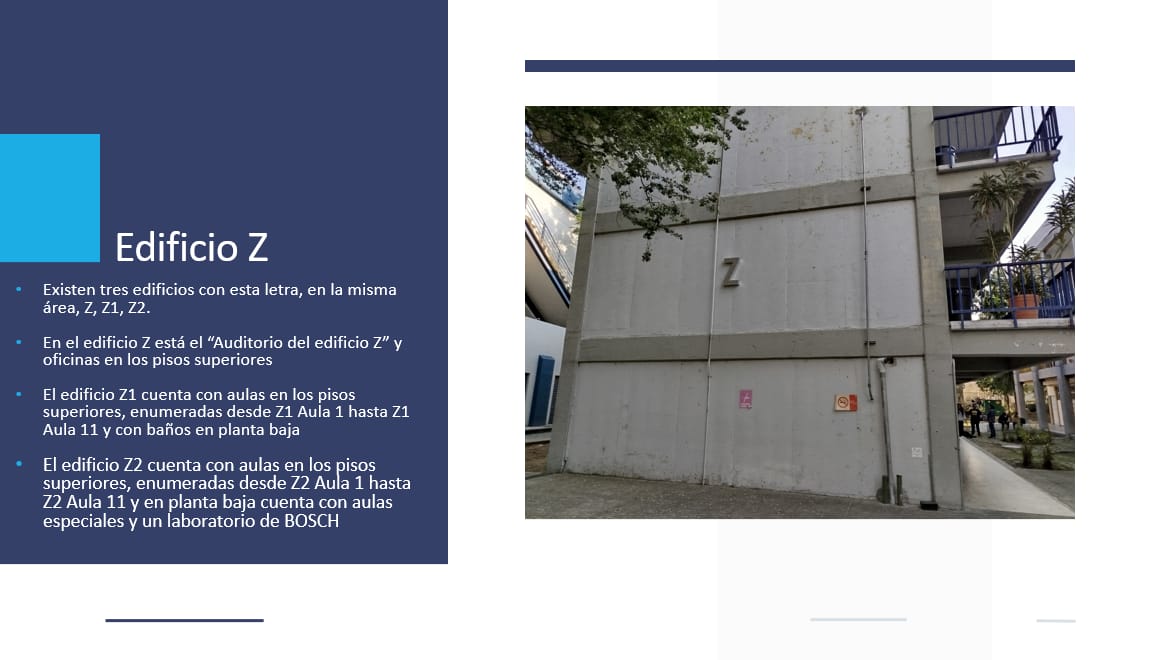 Edificio Z
Existen tres edificios con esta letra, en la misma
área, Z, Z1, Z2.
En el edificio Z está el “Auditorio del edificio Z” y
oficinas en los pisos superiores
El edificio Z1 cuenta con aulas en los pisos
superiores, enumeradas desde Z1 Aula 1 hasta Z1
Aula 11 y con baños en planta baja
El edificio Z2 cuenta con aulas en los pisos
superiores, enumeradas desde Z2 Aula 1 hasta
Z2 Aula 11 y en planta baja cuenta con aulas
especiales y un laboratorio de BOSCH
Z